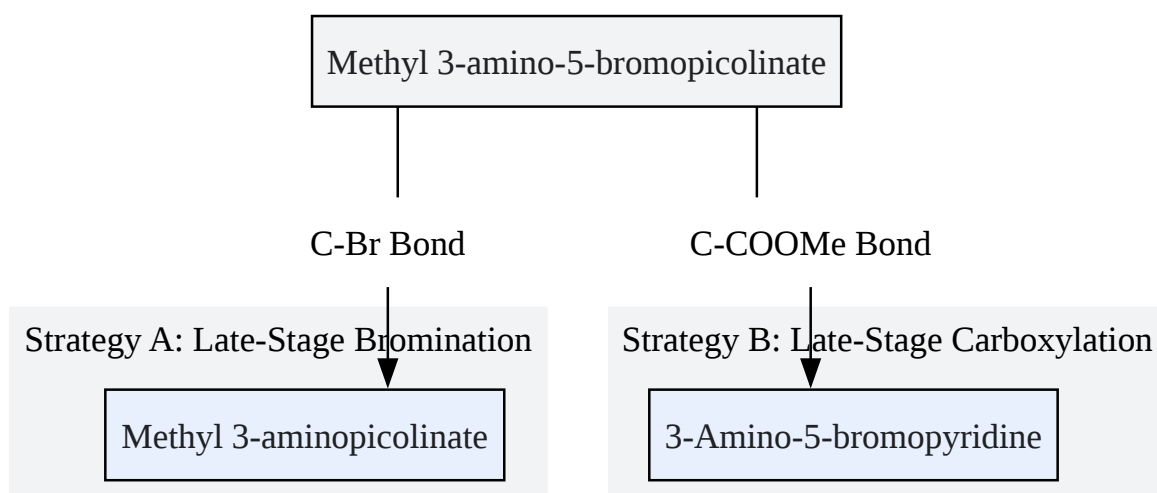 Methyl 3-amino-5-bromopicolinate
C-Br Bond
C-COOMe Bond
Strategy A: Late-Stage Bromination
Strategy B: Late-Stage Carboxylation
Methyl 3-aminopicolinate
3-Amino-5-bromopyridine